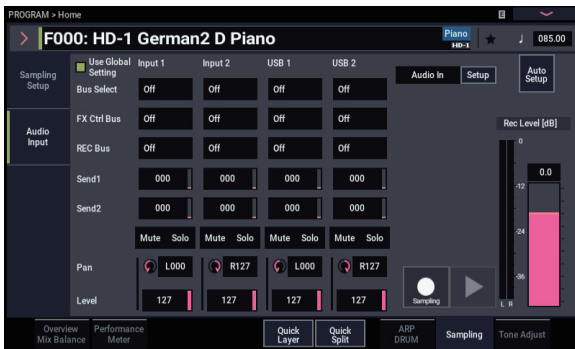 PROGRAM > Home E
F000: HD-1 German2 D Piano Piano HD-1 ♩ 085.00
Sampling Setup
Audio Input
Use Global Setting Input 1 Input 2 USB 1 USB 2
Audio In Setup Auto Setup
Bus Select Off Off Off Off
FX Ctrl Bus Off Off Off Off
Rec Level [dB]
REC Bus Off Off Off Off
0
Send1 000 000 000 000
0.0
-12
Send2 000 000 000 000
-24
Mute Solo Mute Solo Mute Solo Mute Solo
Pan L000 R127 L000 R127
-36
Level 127 127 127 127
Sampling
L R
Overview Mix Balance Performance Meter Quick Layer Quick Split ARP DRUM Sampling Tone Adjust